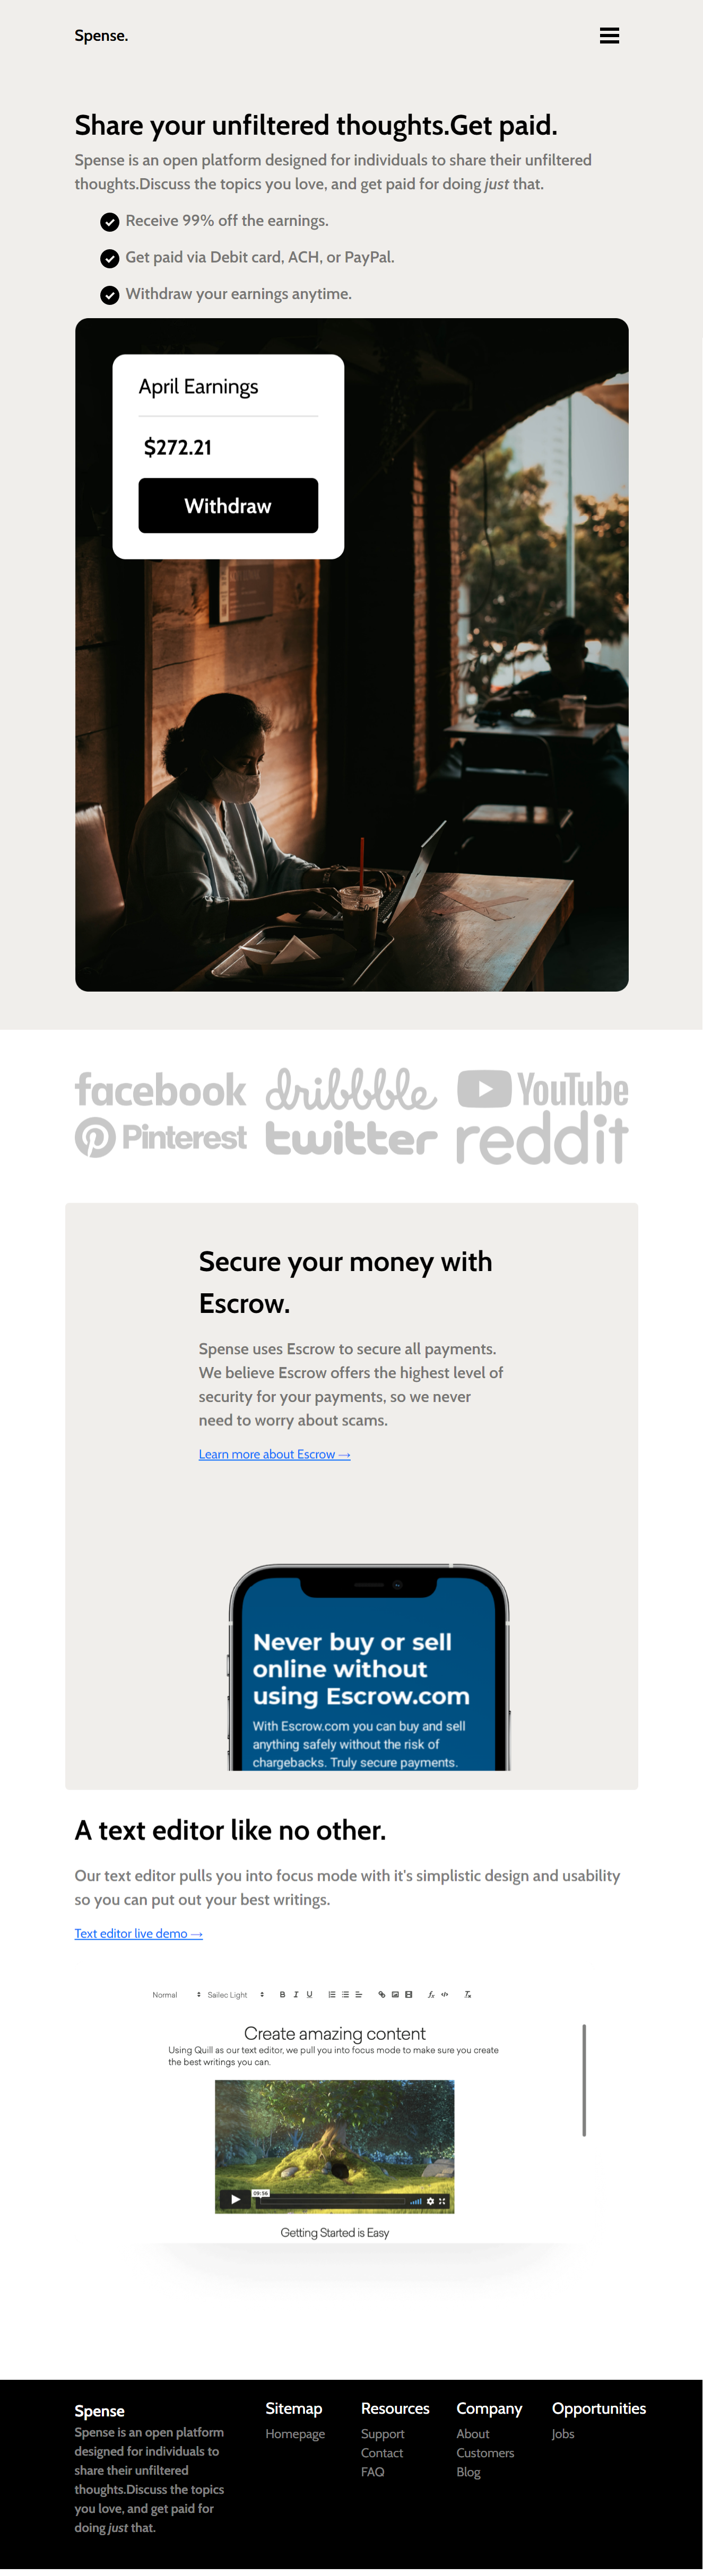 Spense.
Share your unfiltered thoughts.Get paid.
Spense is an open platform designed for individuals to share their unfiltered
thoughts.Discuss the topics you love, and get paid for doing just that.
Receive 99% off the earnings.
Get paid via Debit card, ACH, or PayPal.
Withdraw your earnings anytime.
April Earnings
$272.21
Withdraw
facebook dribbble YouTube
Pinterest twitter reddit
Secure your money with
Escrow.
Spense uses Escrow to secure all payments.
We believe Escrow offers the highest level of
security for your payments, so we never
need to worry about scams.
Learn more about Escrow →
Never buy or sell
online without
using Escrow.com
With Escrow.com you can buy and sell
anything safely without the risk of
chargebacks. Truly secure payments.
A text editor like no other.
Our text editor pulls you into focus mode with it's simplistic design and usability
so you can put out your best writings.
Text editor live demo →
Normal Sailec Light B I U
Create amazing content
Using Quill as our text editor, we pull you into focus mode to make sure you create
the best writings you can.
09:56
Getting Started is Easy
Spense
Spense is an open platform
designed for individuals to
share their unfiltered
thoughts.Discuss the topics
you love, and get paid for
doing just that.
Sitemap
Homepage
Resources
Support
Contact
FAQ
Company
About
Customers
Blog
Opportunities
Jobs